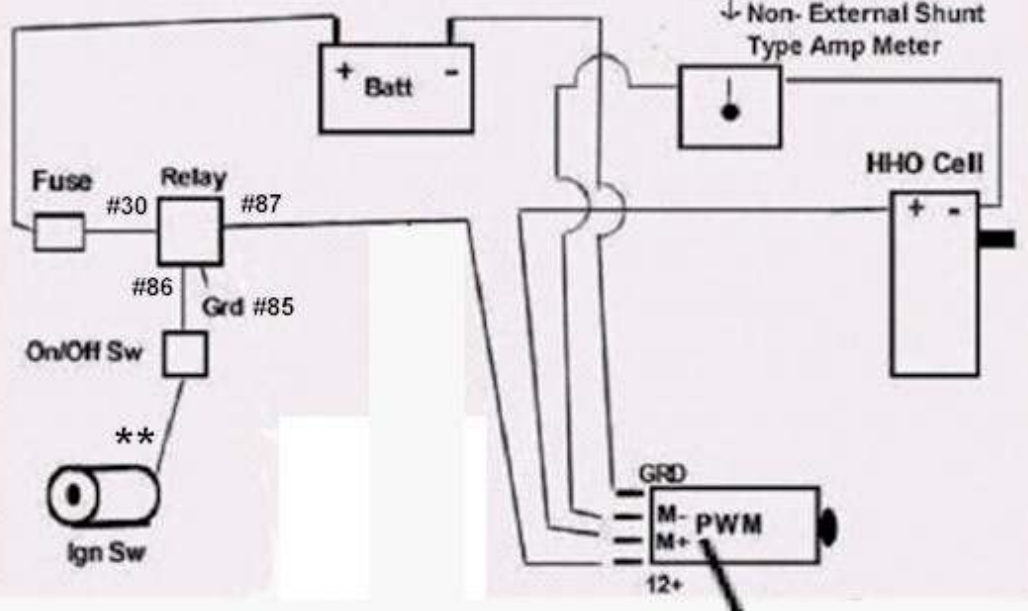 Non- External Shunt
Type Amp Meter
+ Batt -
HHO Cell
+ -
Fuse
Relay
#30
#87
#86
Grd #85
On/Off Sw
**
Ign Sw
GRD
M-
PWM
M+
12+